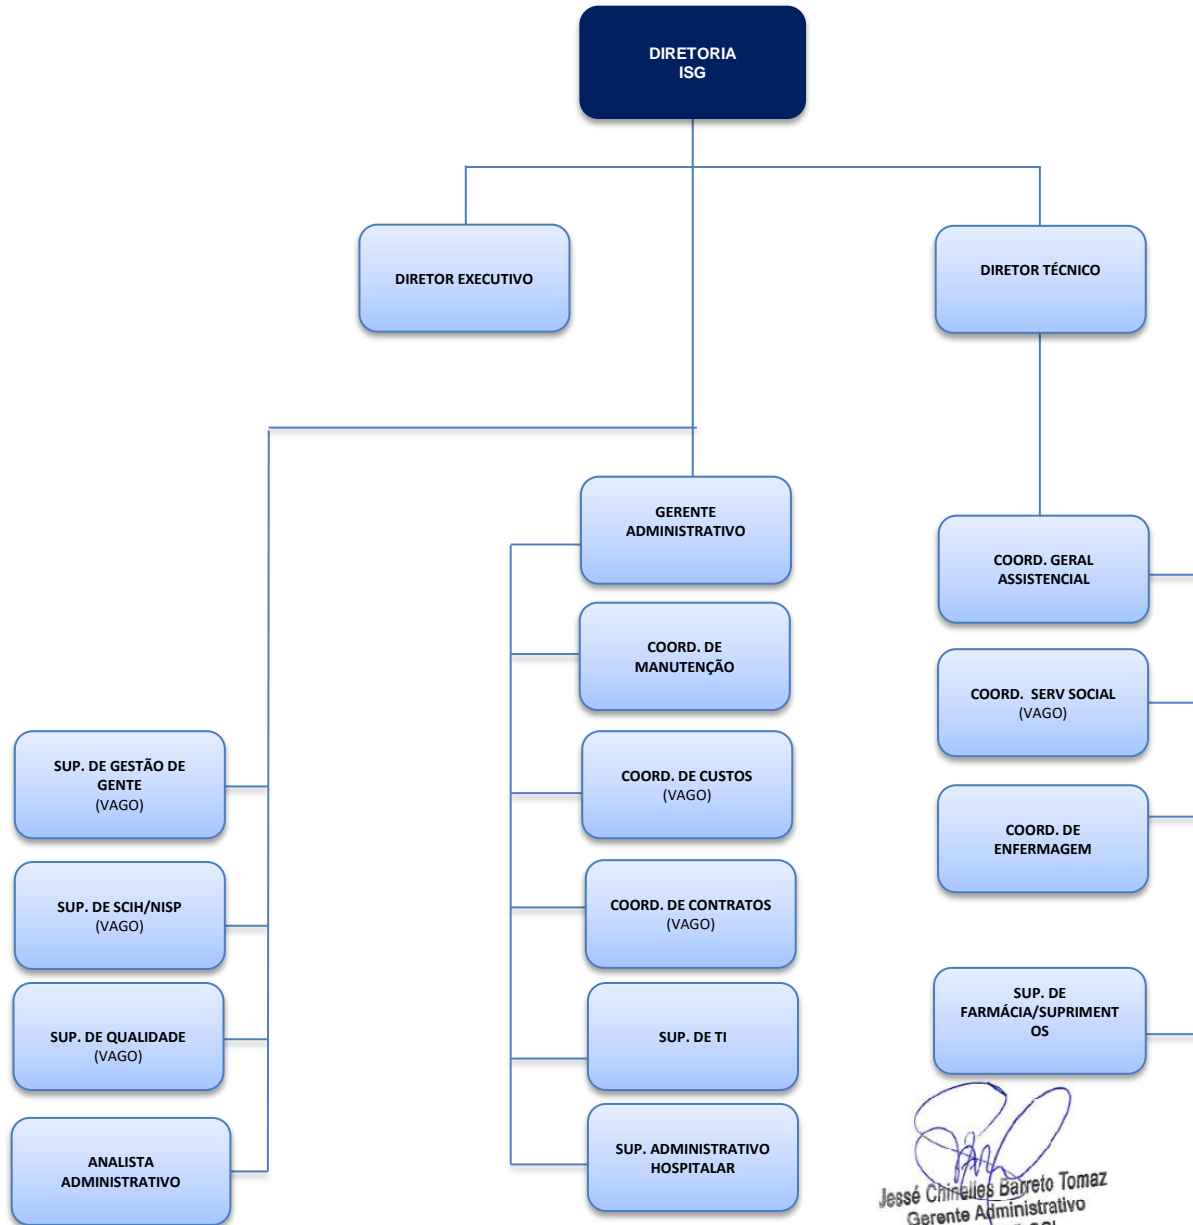 DIRETORIA
ISG
DIRETOR EXECUTIVO
DIRETOR TÉCNICO
GERENTE
ADMINISTRATIVO
COORD. GERAL
ASSISTENCIAL
COORD. DE
MANUTENÇÃO
COORD. SERV SOCIAL
(VAGO)
SUP. DE GESTÃO DE
GENTE
(VAGO)
COORD. DE CUSTOS
(VAGO)
COORD. DE
ENFERMAGEM
SUP. DE SCIH/NISP
(VAGO)
COORD. DE CONTRATOS
(VAGO)
SUP. DE QUALIDADE
(VAGO)
SUP. DE TI
SUP. DE
FARMÁCIA/SUPRIMENT
OS
ANALISTA
ADMINISTRATIVO
SUP. ADMINISTRATIVO
HOSPITALAR
Jessé Chinelles Barreto Tomaz
Gerente Administrativo